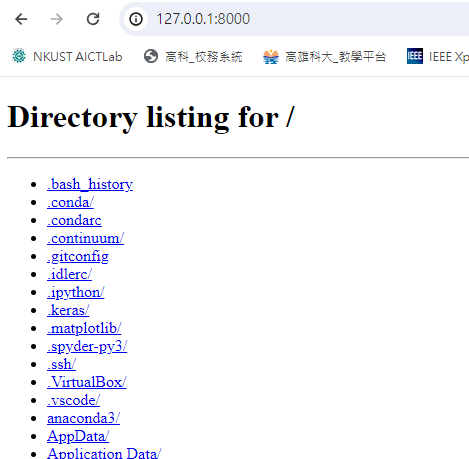 127.0.0.1:8000
NKUST AICTLab 高科_校務系統 高雄科大_教學平台 IEEE IEEE Xp
Directory listing for /
.bash_history
.conda/
.condarc
.continuum/
.gitconfig
.idlerc/
.ipython/
.keras/
.matplotlib/
.spyder-py3/
.ssh/
.VirtualBox/
.vscode/
anaconda3/
AppData/
Application Data/